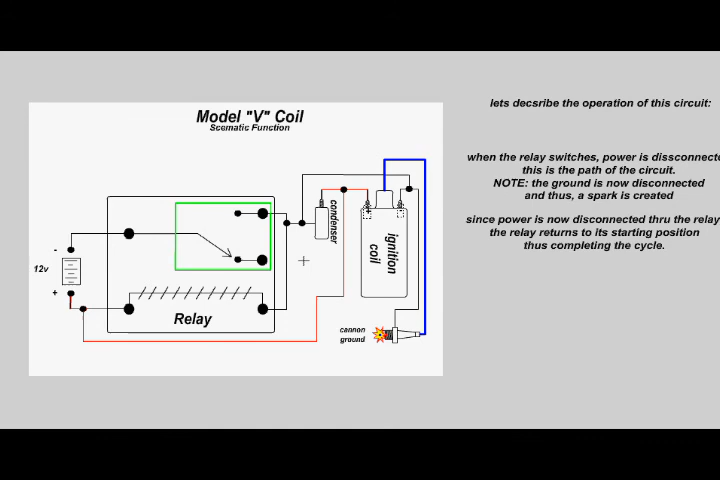 Model "V" Coil
Scematic Function
lets decsribe the operation of this circuit:
when the relay switches, power is dissconnecte
this is the path of the circuit.
NOTE: the ground is now disconnected
and thus, a spark is created
since power is now disconnected thru the relay
the relay returns to its starting position
thus completing the cycle.
-
12v
+
Relay
condenser
+
-
ignition
coil
cannon
ground